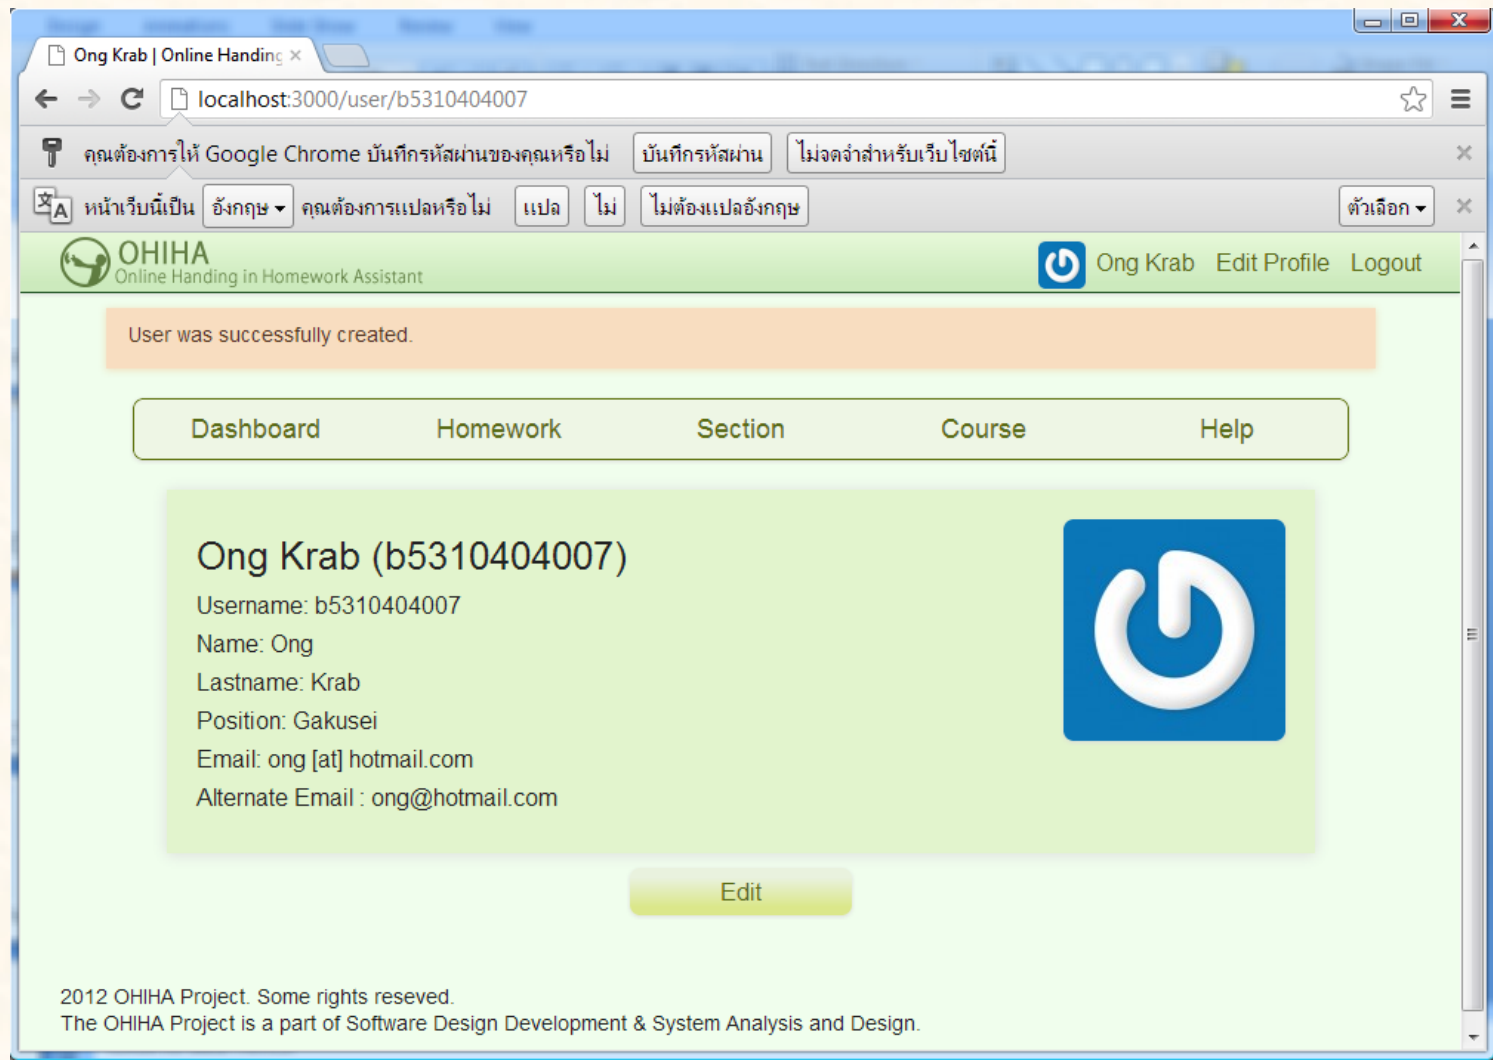 Ong Krab | Online Handing
localhost:3000/user/b5310404007
คุณต้องการให้ Google Chrome บันทึกรหัสผ่านของคุณหรือไม่ บันทึกรหัสผ่าน ไม่จดจำสำหรับเว็บไซต์นี้
หน้าเว็บนี้เป็น อังกฤษ คุณต้องการแปลหรือไม่ แปล ไม่ ไม่ต้องแปลอังกฤษ ตัวเลือก
OHIHA
Online Handing in Homework Assistant
Ong Krab Edit Profile Logout
User was successfully created.
Dashboard Homework Section Course Help
Ong Krab (b5310404007)
Username: b5310404007
Name: Ong
Lastname: Krab
Position: Gakusei
Email: ong [at] hotmail.com
Alternate Email : ong@hotmail.com
Edit
2012 OHIHA Project. Some rights reseved.
The OHIHA Project is a part of Software Design Development & System Analysis and Design.